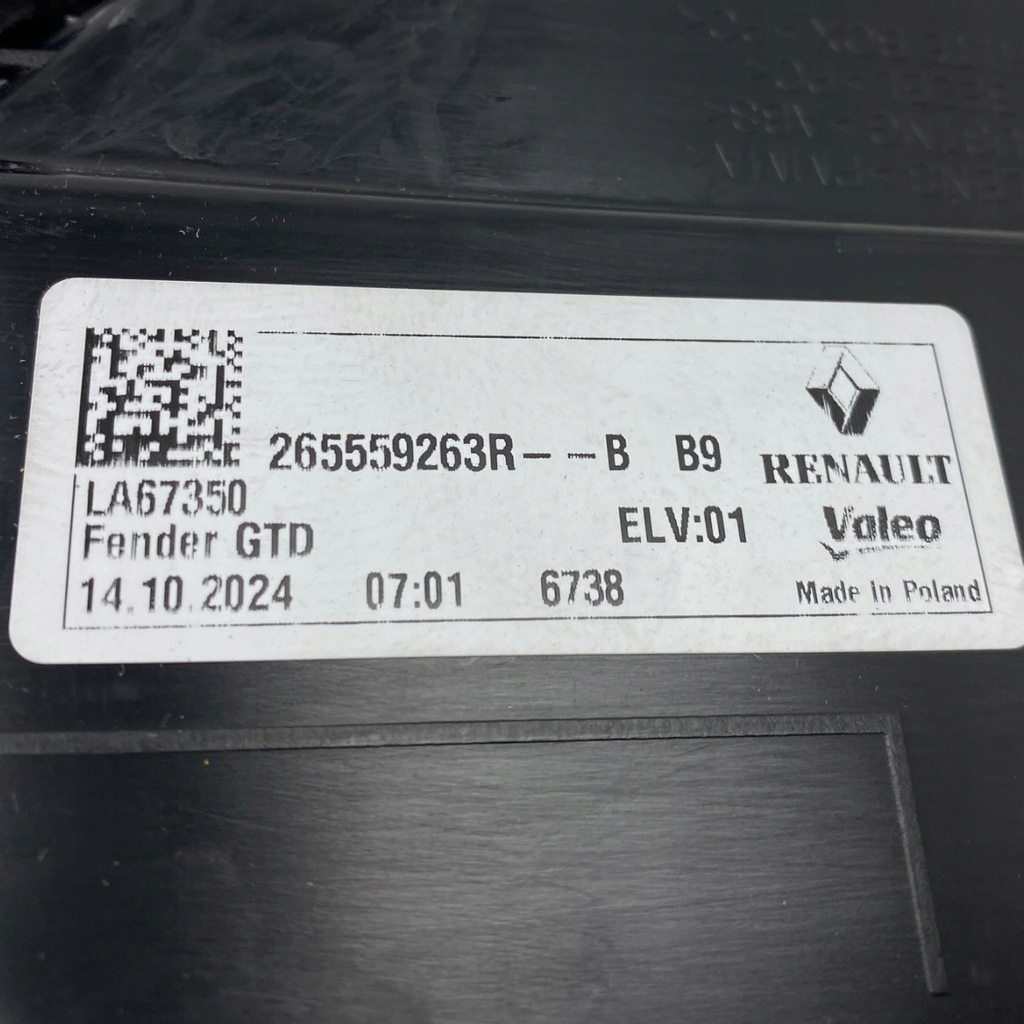 265559263R-- --B B9
RENAULT
LA67350
Fender GTD
ELV:01
Valeo
14.10.2024 07:01 6738
Made in Poland